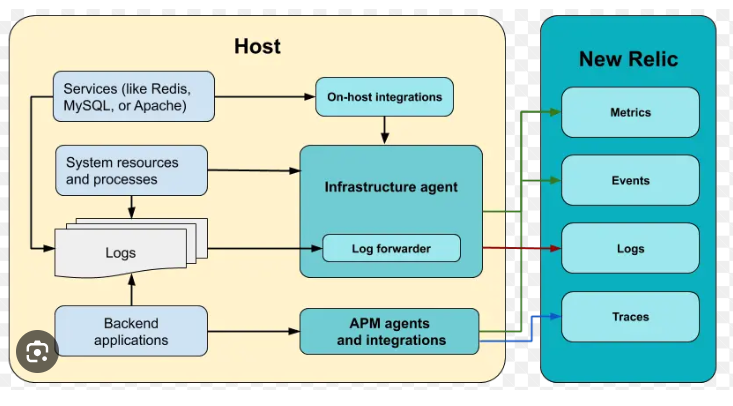 Host
New Relic
Services (like Redis,
MySQL, or Apache)
On-host integrations
Metrics
System resources
and processes
Infrastructure agent
Events
Logs
Log forwarder
Logs
Backend
applications
APM agents
and integrations
Traces